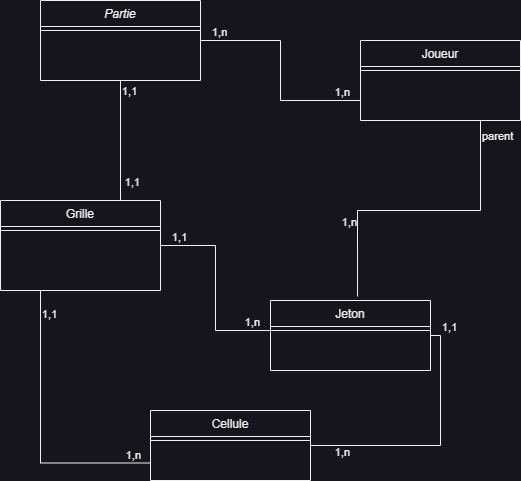 Partie
1,n
Joueur
1,1
1,n
parent
1,1
Grille
1,n
1,1
Jeton
1,1
1,n
1,1
Cellule
1,n
1,n